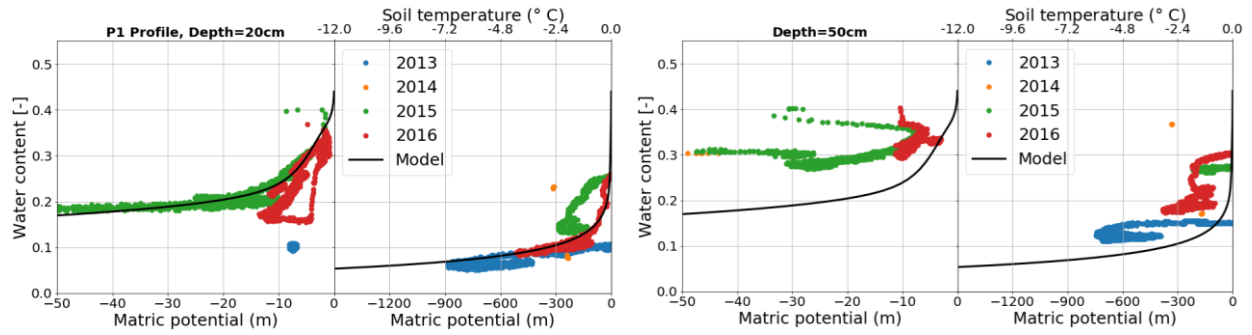 Soil temperature (° C)
P1 Profile, Depth=20cm
-12.0 -9.6 -7.2 -4.8 -2.4 0.0
Water content [-]
0.5
0.4
0.3
0.2
0.1
0.0
2013
2014
2015
2016
Model
-50 -40 -30 -20 -10 0 -1200 -900 -600 -300 0
Matric potential (m) Matric potential (m)
Soil temperature (° C)
Depth=50cm
-12.0 -9.6 -7.2 -4.8 -2.4 0.0
Water content [-]
0.5
0.4
0.3
0.2
0.1
0.0
2013
2014
2015
2016
Model
-50 -40 -30 -20 -10 0 -1200 -900 -600 -300 0
Matric potential (m) Matric potential (m)